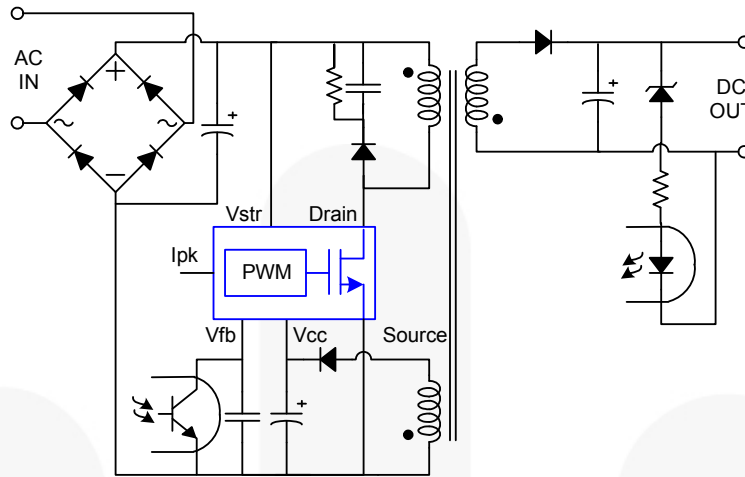 AC
IN
+
~
~
−
+
+
DC
OUT
Vstr
Drain
Ipk
PWM
Vfb
Vcc
Source
+